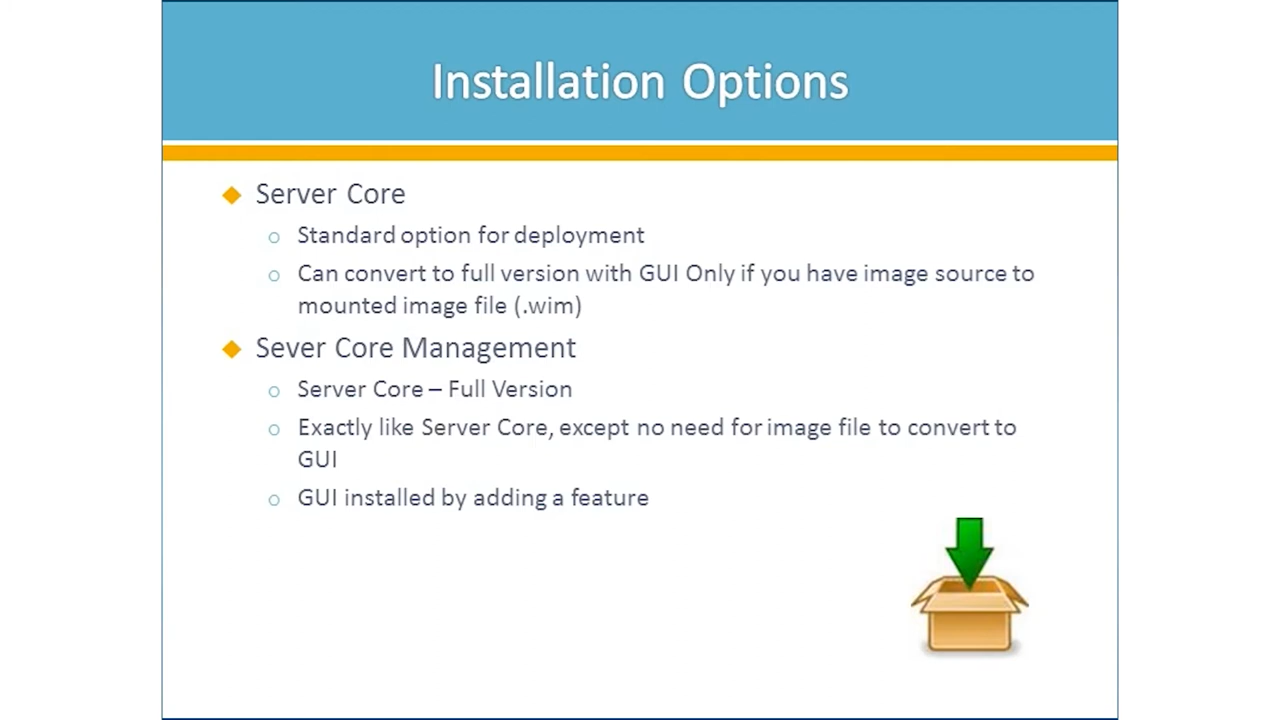 Installation Options
Server Core
Standard option for deployment
Can convert to full version with GUI Only if you have image source to
mounted image file (.wim)
Sever Core Management
Server Core – Full Version
Exactly like Server Core, except no need for image file to convert to
GUI
GUI installed by adding a feature